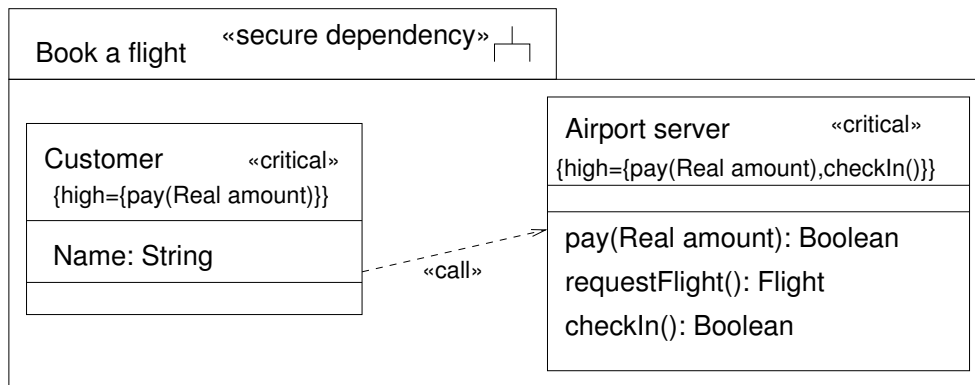 Book a flight
«secure dependency»
Customer
«critical»
{high={pay(Real amount)}}
Name: String
«call»
Airport server
«critical»
{high={pay(Real amount),checkIn()}}
pay(Real amount): Boolean
requestFlight(): Flight
checkIn(): Boolean